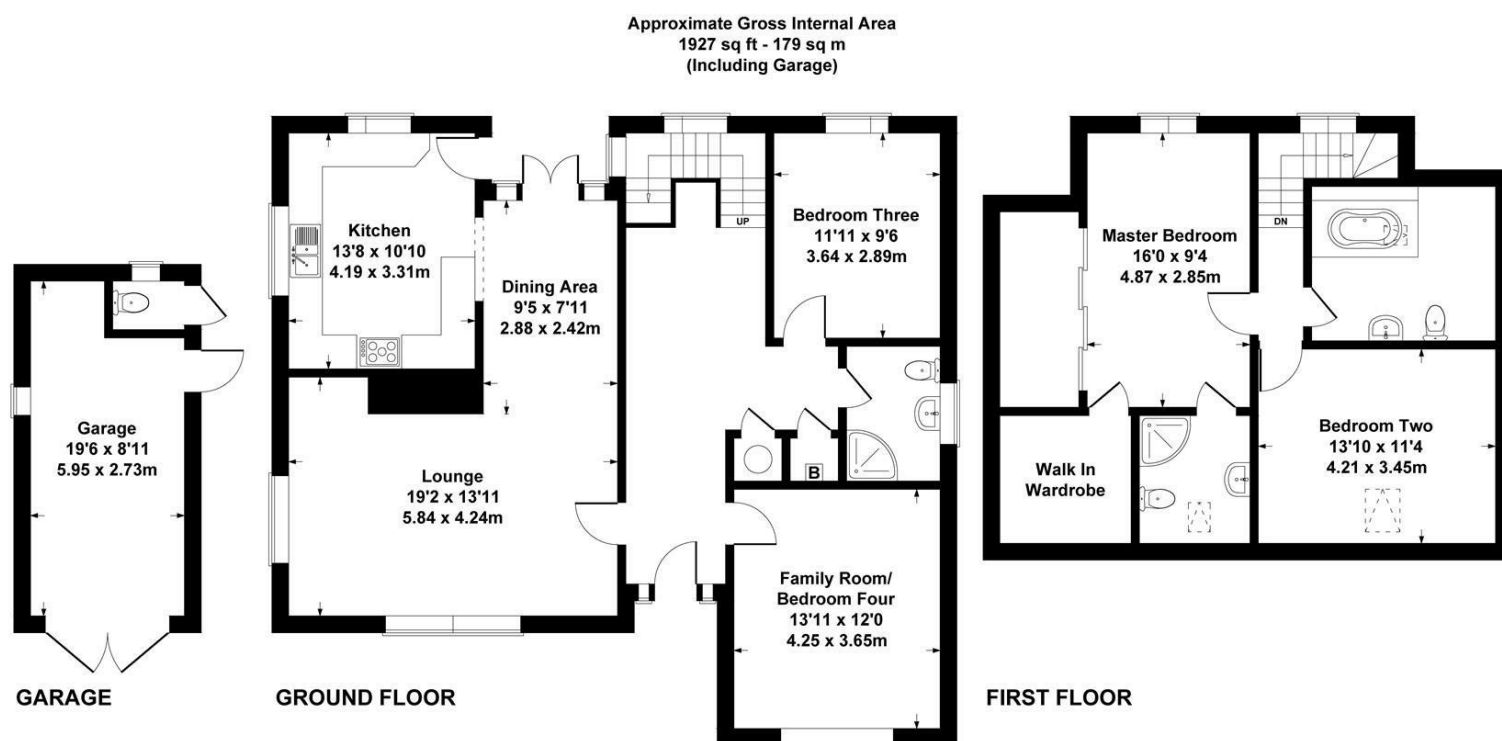 Approximate Gross Internal Area
1927 sq ft - 179 sq m
(Including Garage)
Garage
19'6 x 8'11
5.95 x 2.73m
GARAGE
Kitchen
13'8 x 10'10
4.19 x 3.31m
Dining Area
9'5 x 7'11
2.88 x 2.42m
UP
Bedroom Three
11'11 x 9'6
3.64 x 2.89m
Lounge
19'2 x 13'11
5.84 x 4.24m
B
Family Room/
Bedroom Four
13'11 x 12'0
4.25 x 3.65m
GROUND FLOOR
Master Bedroom
16'0 x 9'4
4.87 x 2.85m
DN
Walk In
Wardrobe
Bedroom Two
13'10 x 11'4
4.21 x 3.45m
FIRST FLOOR